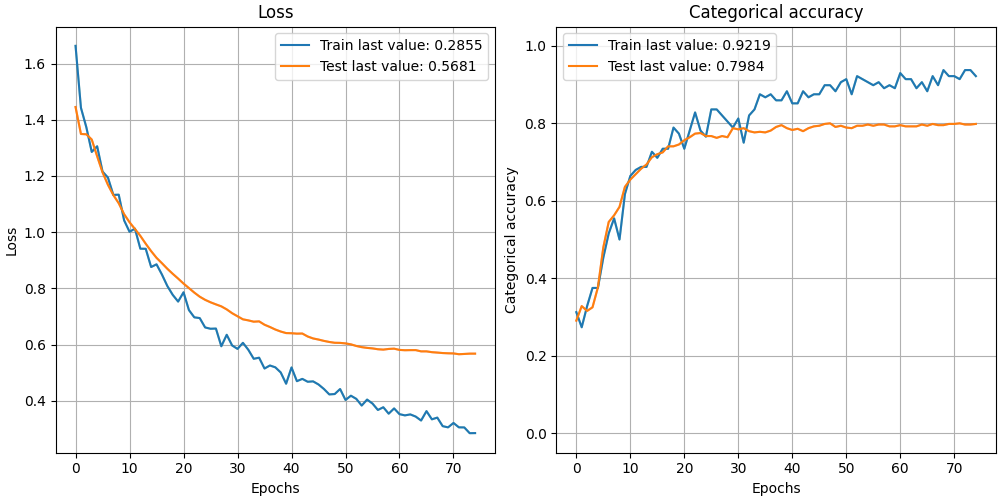 Loss
Train last value: 0.2855
Test last value: 0.5681
1.6
1.4
1.2
1.0
0.8
0.6
0.4
Loss
0 10 20 30 40 50 60 70
Epochs
Categorical accuracy
Train last value: 0.9219
Test last value: 0.7984
1.0
0.8
0.6
0.4
0.2
0.0
Categorical accuracy
0 10 20 30 40 50 60 70
Epochs